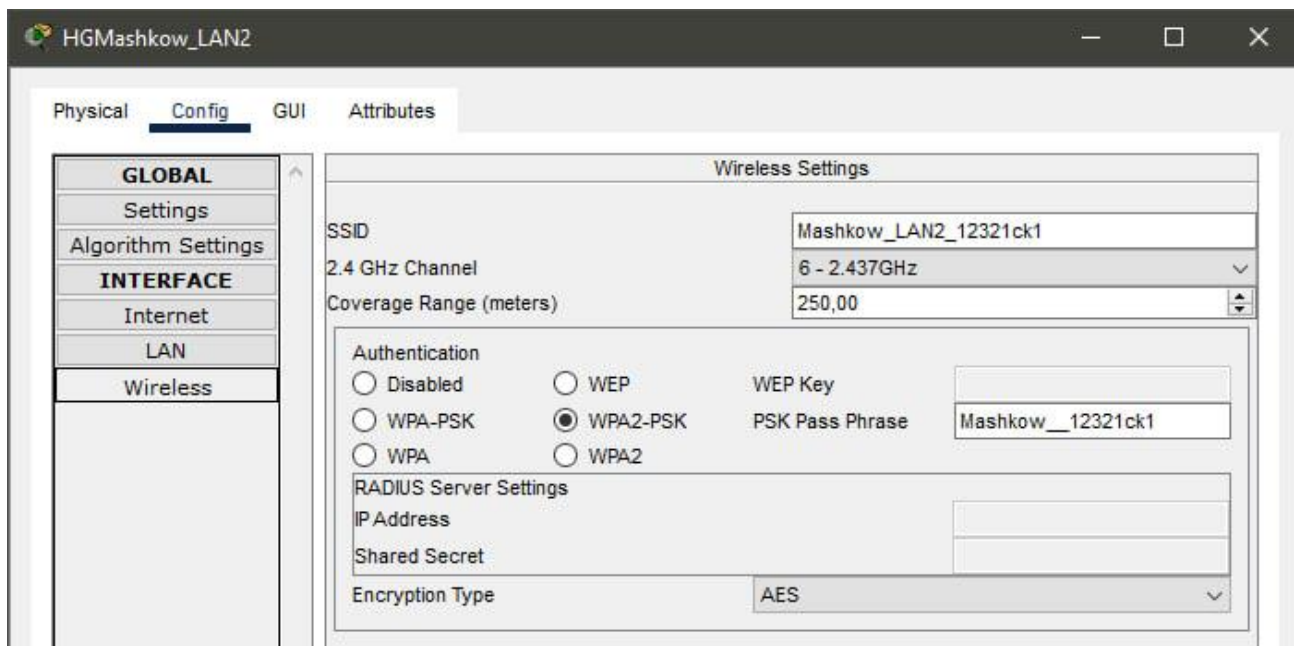 HGMashkow_LAN2
Physical Config GUI Attributes
GLOBAL
Settings
Algorithm Settings
INTERFACE
Internet
LAN
Wireless
Wireless Settings
SSID Mashkow_LAN2_12321ck1
2.4 GHz Channel 6 - 2.437GHz
Coverage Range (meters) 250,00
Authentication
Disabled WEP WEP Key
WPA-PSK WPA2-PSK PSK Pass Phrase Mashkow__12321ck1
WPA WPA2
RADIUS Server Settings
IP Address
Shared Secret
Encryption Type AES